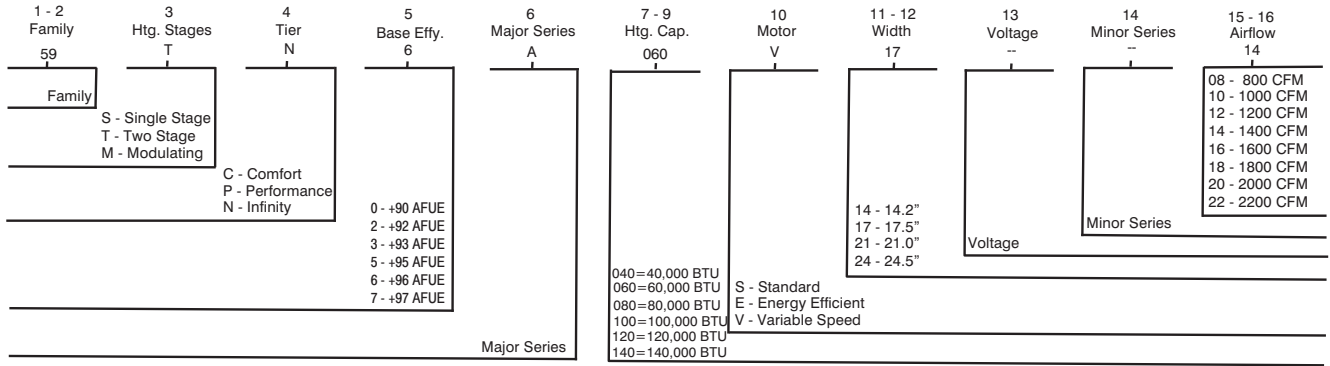 1 - 2
Family
59
3
Htg. Stages
T
4
Tier
N
5
Base Effy.
6
6
Major Series
A
7 - 9
Htg. Cap.
060
10
Motor
V
11 - 12
Width
17
13
Voltage
--
14
Minor Series
--
15 - 16
Airflow
14
Family
S - Single Stage
T - Two Stage
M - Modulating
C - Comfort
P - Performance
N - Infinity
0 - +90 AFUE
2 - +92 AFUE
3 - +93 AFUE
5 - +95 AFUE
6 - +96 AFUE
7 - +97 AFUE
Major Series
040=40,000 BTU
060=60,000 BTU
080=80,000 BTU
100=100,000 BTU
120=120,000 BTU
140=140,000 BTU
S - Standard
E - Energy Efficient
V - Variable Speed
14 - 14.2”
17 - 17.5”
21 - 21.0”
24 - 24.5”
Voltage
Minor Series
08 - 800 CFM
10 - 1000 CFM
12 - 1200 CFM
14 - 1400 CFM
16 - 1600 CFM
18 - 1800 CFM
20 - 2000 CFM
22 - 2200 CFM